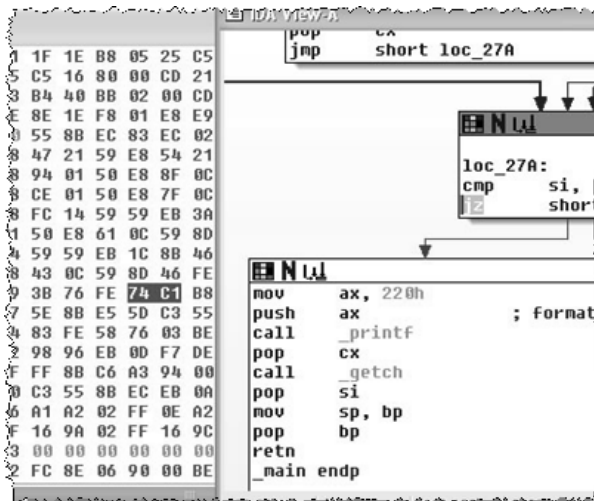 IDA View-A
1F 1E B8 05 25 C5
C5 16 80 00 CD 21
B4 40 BB 02 00 CD
8E 1E F8 01 E8 E9
55 8B EC 83 EC 02
47 21 59 E8 54 21
94 01 50 E8 8F 0C
CE 01 50 E8 7F 0C
FC 14 59 59 EB 3A
50 E8 61 0C 59 8D
59 59 EB 1C 8B 46
43 0C 59 8D 46 FE
3B 76 FE 74 C1 B8
5E 8B E5 5D C3 55
83 FE 58 76 03 BE
98 96 EB 0D F7 DE
FF 8B C6 A3 94 00
C3 55 8B EC EB 0A
A1 A2 02 FF 0E A2
16 9A 02 FF 16 9C
00 00 00 00 00 00
FC 8E 06 90 00 BE
pop cx
jmp short loc_27A
loc_27A:
cmp si,
jz short
mov ax, 220h
push ax ; format
call _printf
pop cx
call _getch
pop si
mov sp, bp
pop bp
retn
_main endp